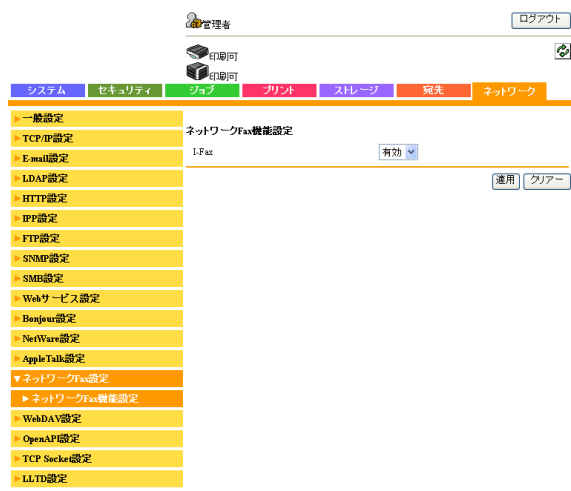 管理者
ログアウト
印刷可
印刷可
システム
セキュリティ
ジョブ
プリント
ストレージ
宛先
ネットワーク
一般設定
TCP/IP設定
E-mail設定
LDAP設定
HTTP設定
IPP設定
FTP設定
SNMP設定
SMB設定
Webサービス設定
Bonjour設定
NetWare設定
AppleTalk設定
ネットワークFax設定
ネットワークFax機能設定
WebDAV設定
OpenAPI設定
TCP Socket設定
LLTD設定
ネットワークFax機能設定
I-Fax
有効
適用
クリアー